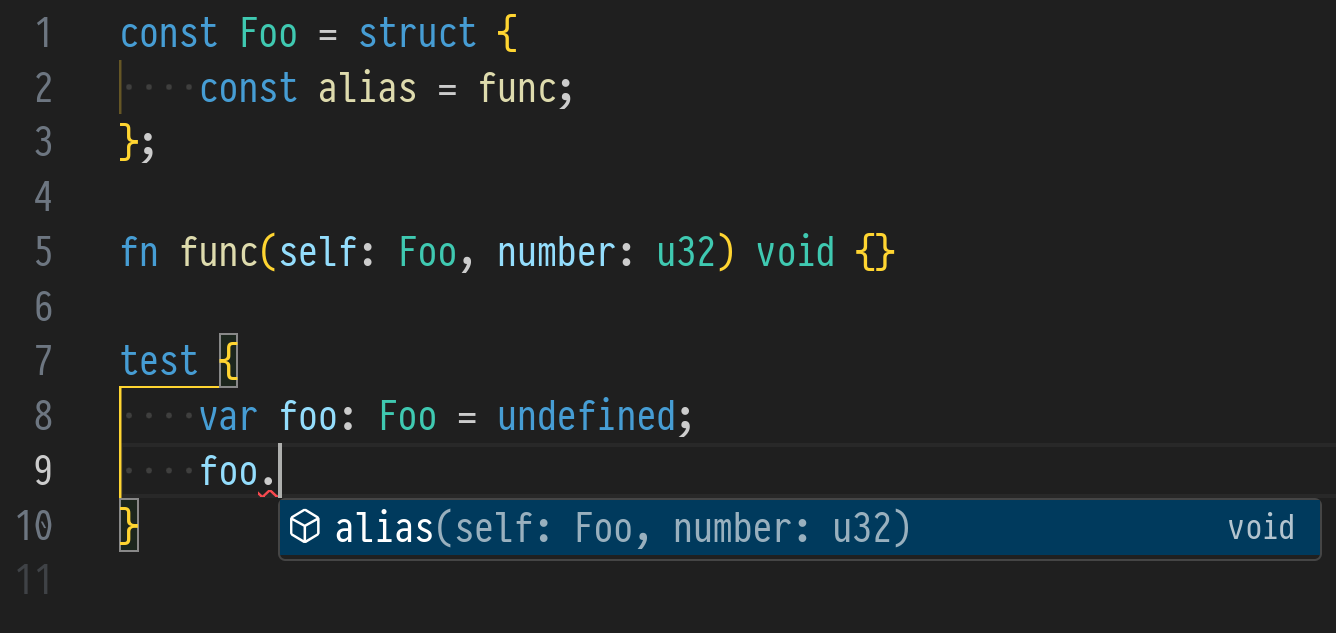 1 const Foo = struct {
2 ····const alias = func;
3 };
4
5 fn func(self: Foo, number: u32) void {}
6
7 test {
8 ····var foo: Foo = undefined;
9 ····foo.
10 }
alias(self: Foo, number: u32) void
11